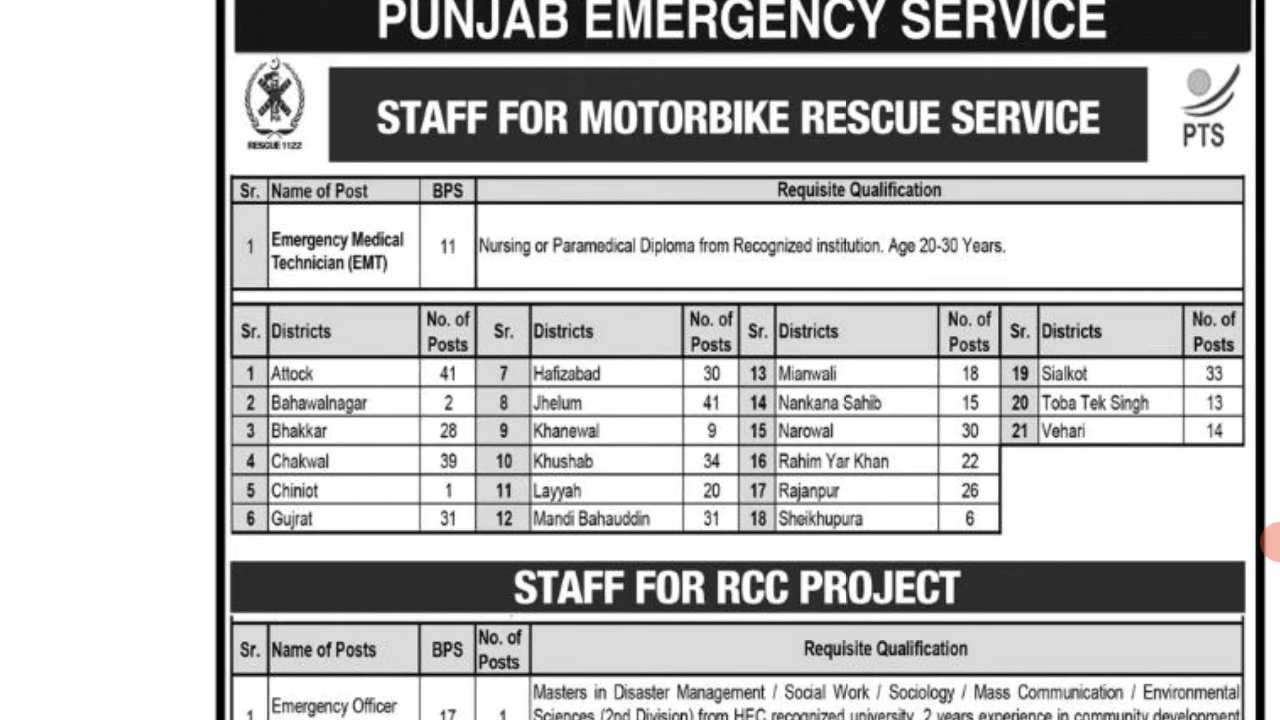 PUNJAB EMERGENCY SERVICE
RESCUE 1122
STAFF FOR MOTORBIKE RESCUE SERVICE
PTS
Sr. Name of Post BPS Requisite Qualification
1 Emergency Medical Technician (EMT) 11 Nursing or Paramedical Diploma from Recognized institution. Age 20-30 Years.
Sr. Districts No. of Posts Sr. Districts No. of Posts Sr. Districts No. of Posts Sr. Districts No. of Posts
1 Attock 41 7 Hafizabad 30 13 Mianwali 18 19 Sialkot 33
2 Bahawalnagar 2 8 Jhelum 41 14 Nankana Sahib 15 20 Toba Tek Singh 13
3 Bhakkar 28 9 Khanewal 9 15 Narowal 30 21 Vehari 14
4 Chakwal 39 10 Khushab 34 16 Rahim Yar Khan 22
5 Chiniot 1 11 Layyah 20 17 Rajanpur 26
6 Gujrat 31 12 Mandi Bahauddin 31 18 Sheikhupura 6
STAFF FOR RCC PROJECT
Sr. Name of Posts BPS No. of Posts Requisite Qualification
1 Emergency Officer 17 1 Masters in Disaster Management / Social Work / Sociology / Mass Communication / Environmental
Sciences (2nd Division) from HEC recognized university. 2 years experience in community development